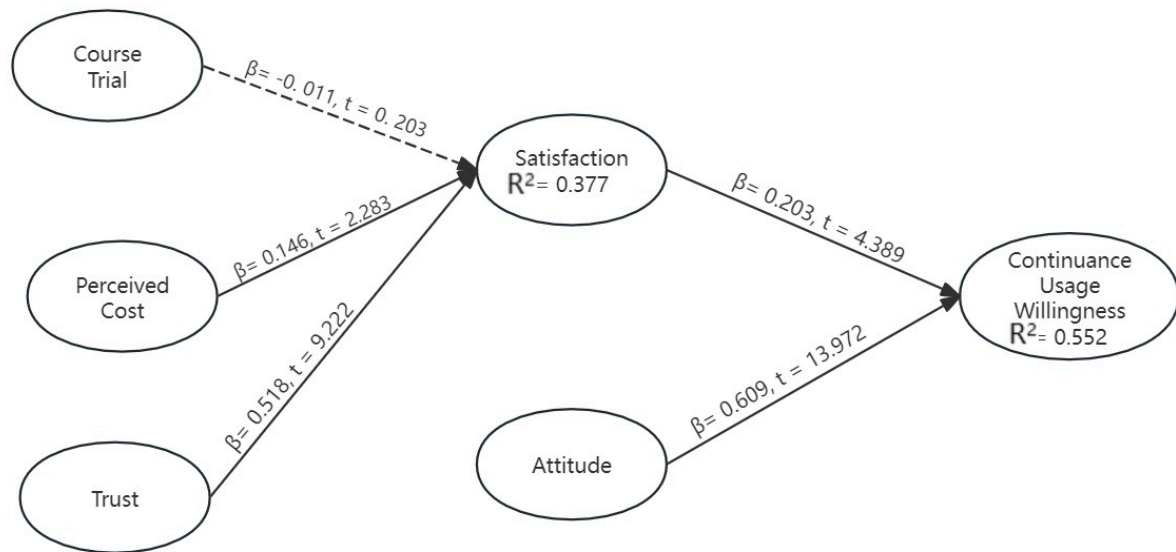 Course
Trial
β= -0. 011, t = 0. 203
Satisfaction
R²= 0.377
β= 0.203, t = 4.389
Perceived
Cost
β= 0.146, t = 2.283
Continuance
Usage
Willingness
R²= 0.552
Trust
β= 0.518, t = 9.222
Attitude
β= 0.609, t = 13.972